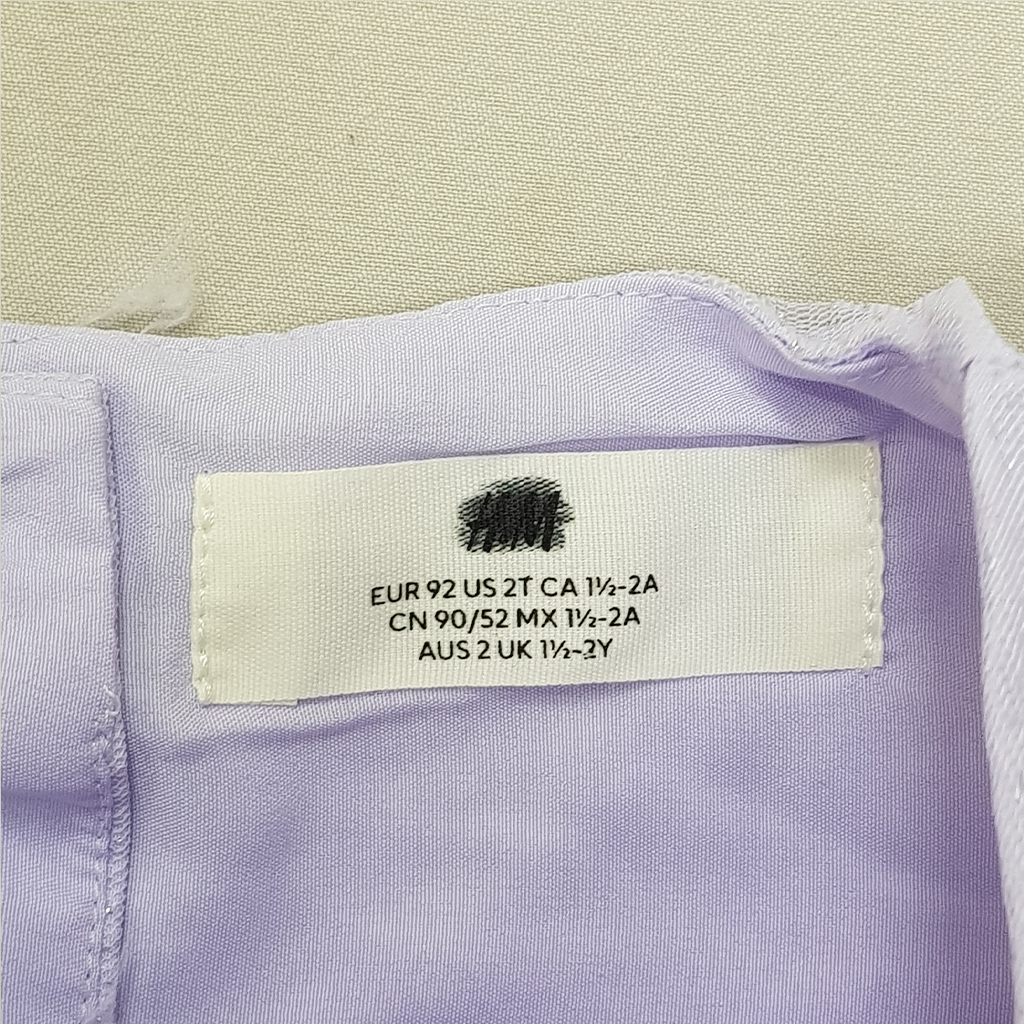 H&M
EUR 92 US 2T CA 1½-2A
CN 90/52 MX 1½-2A
AUS 2 UK 1½-2Y